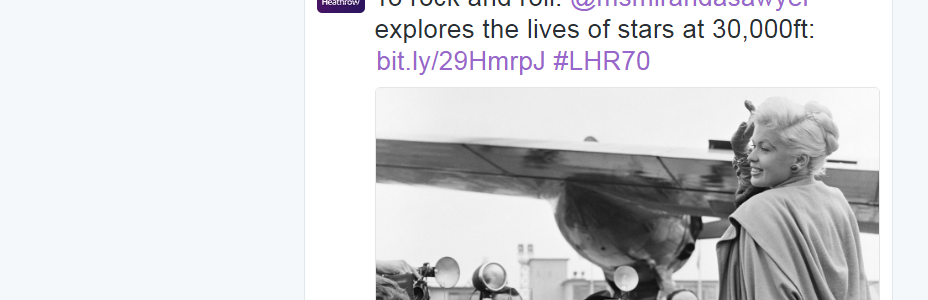 Heathrow
To rock and roll: @msmirandasawyer
explores the lives of stars at 30,000ft:
bit.ly/29HmrpJ #LHR70